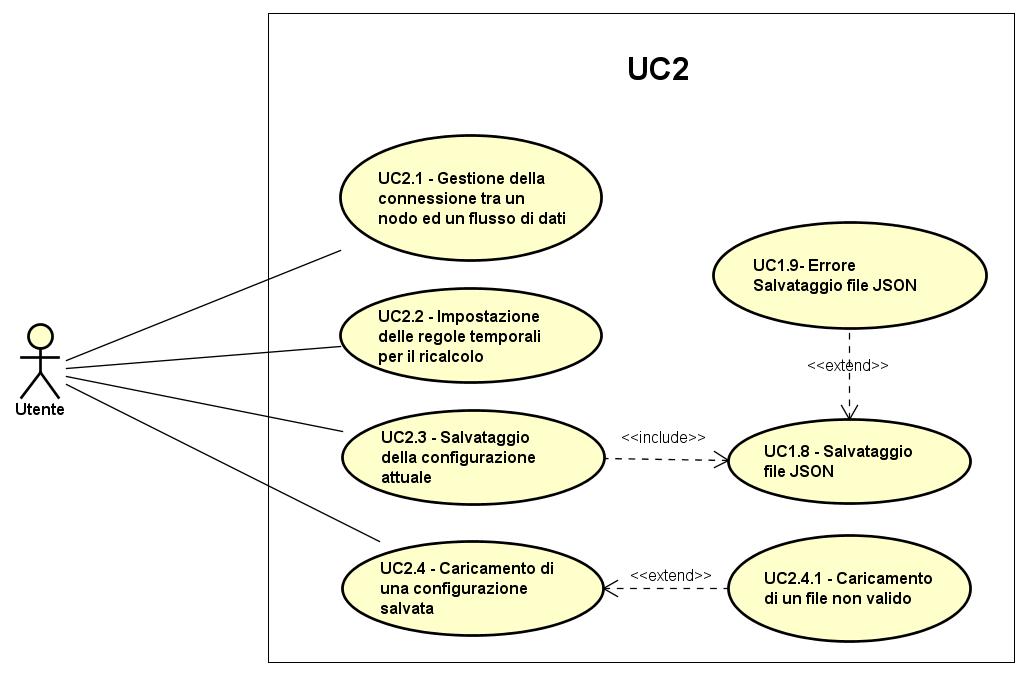 UC2
UC2.1 - Gestione della
connessione tra un
nodo ed un flusso di dati
UC1.9- Errore
Salvataggio file JSON
UC2.2 - Impostazione
delle regole temporali
per il ricalcolo
<<extend>>
Utente
UC2.3 - Salvataggio
della configurazione
attuale
<<include>>
UC1.8 - Salvataggio
file JSON
UC2.4 - Caricamento di
una configurazione
salvata
<<extend>>
UC2.4.1 - Caricamento
di un file non valido